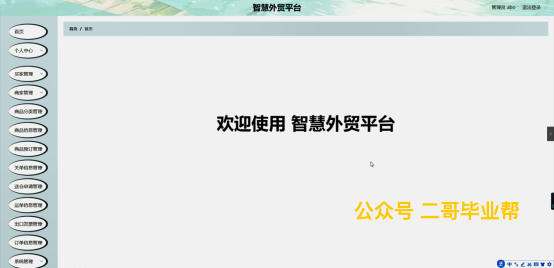 智慧外贸平台
管理员 abo 退出登录
首页 / 首页
首页
个人中心
买家管理
商家管理
商品分类管理
商品信息管理
商品预订管理
关单信息管理
送仓申请管理
运单信息管理
出口货票管理
订单信息管理
系统管理
欢迎使用 智慧外贸平台
公众号 二哥毕业帮